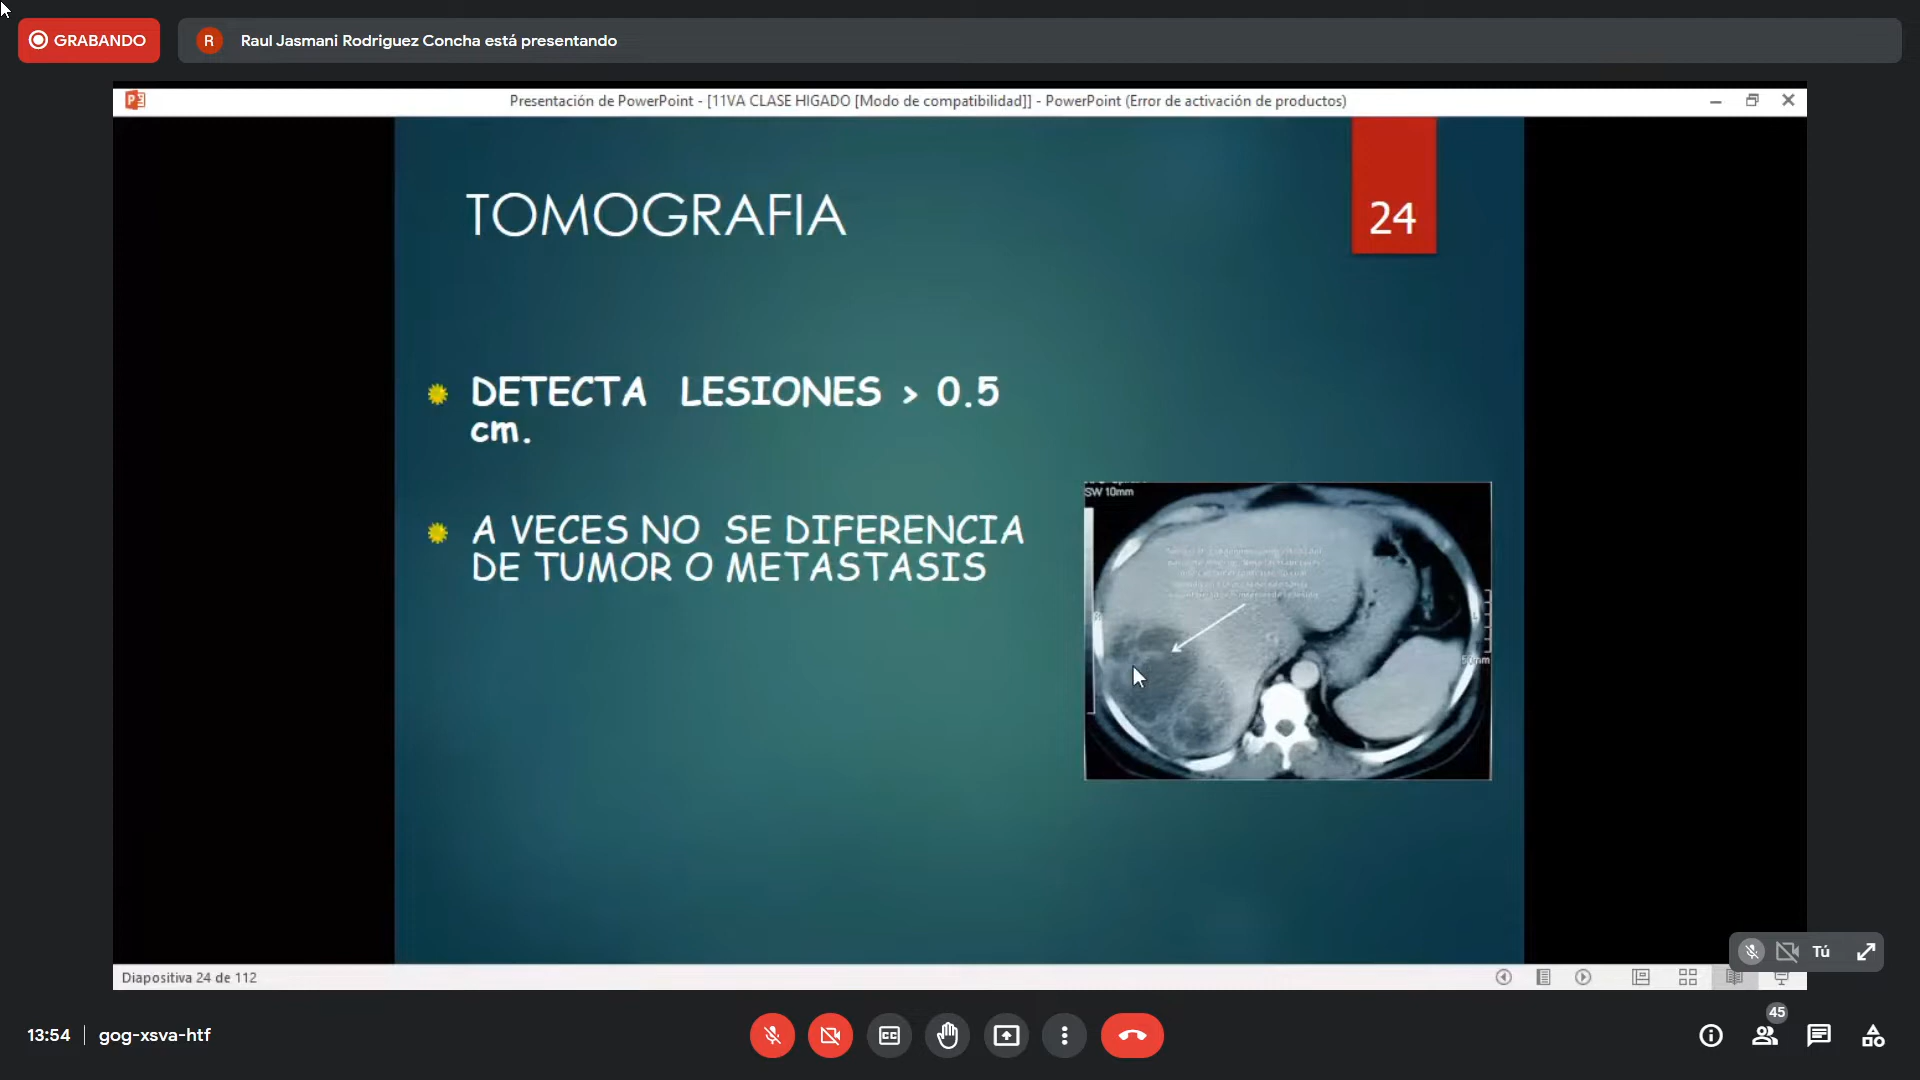 GRABANDO
R
Raul Jasmani Rodriguez Concha está presentando
Presentación de PowerPoint - [11VA CLASE HIGADO [Modo de compatibilidad]] - PowerPoint (Error de activación de productos)
TOMOGRAFIA
24
DETECTA LESIONES > 0.5
cm.
A VECES NO SE DIFERENCIA
DE TUMOR O METASTASIS
SW 10mm
Tú
Diapositiva 24 de 112
13:54
gog-xsva-htf
45